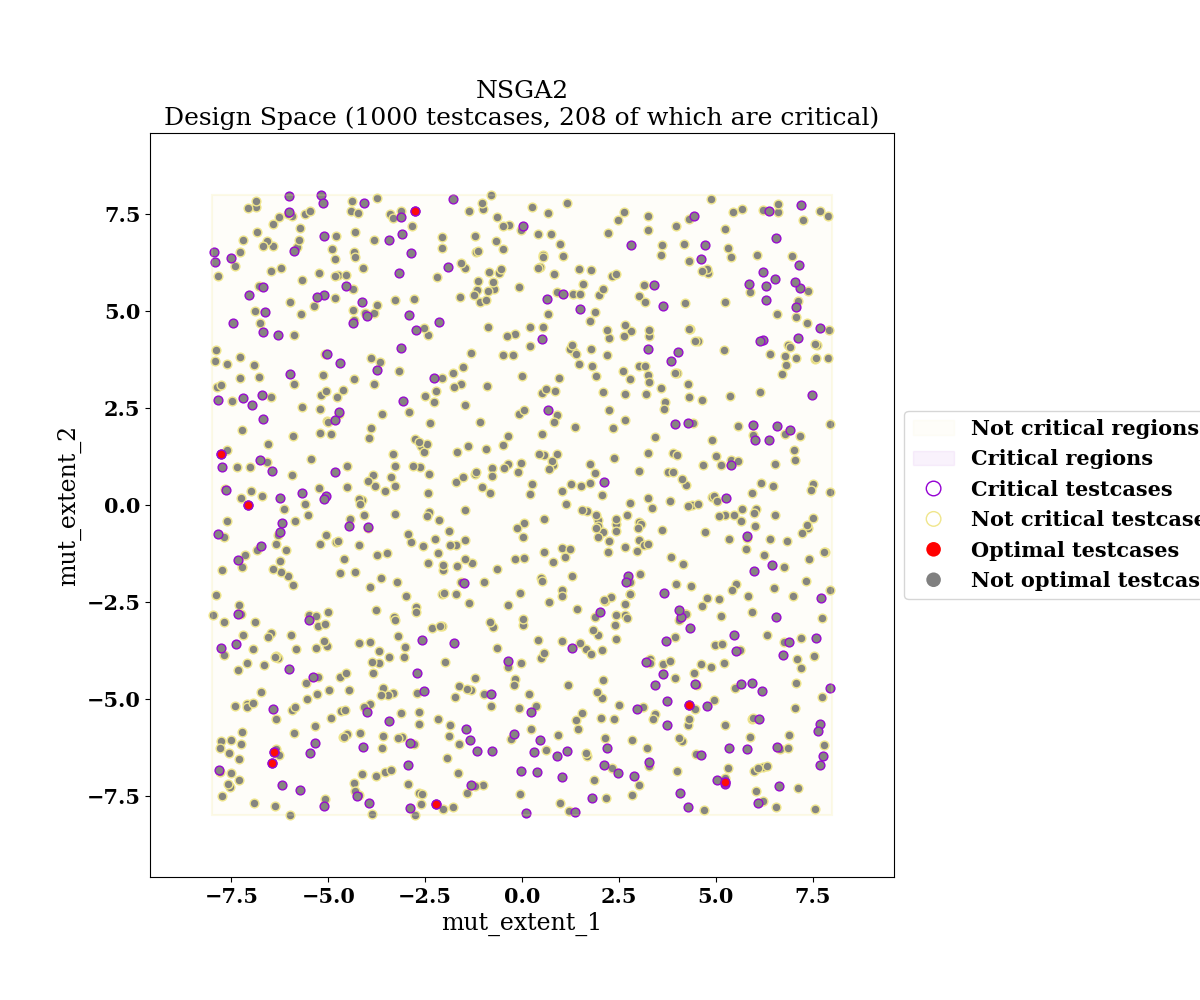 NSGA2
Design Space (1000 testcases, 208 of which are critical)
7.5
5.0
2.5
0.0
−2.5
−5.0
−7.5
mut_extent_2
−7.5 −5.0 −2.5 0.0 2.5 5.0 7.5
mut_extent_1
Not critical regions
Critical regions
Critical testcases
Not critical testcase
Optimal testcases
Not optimal testcas